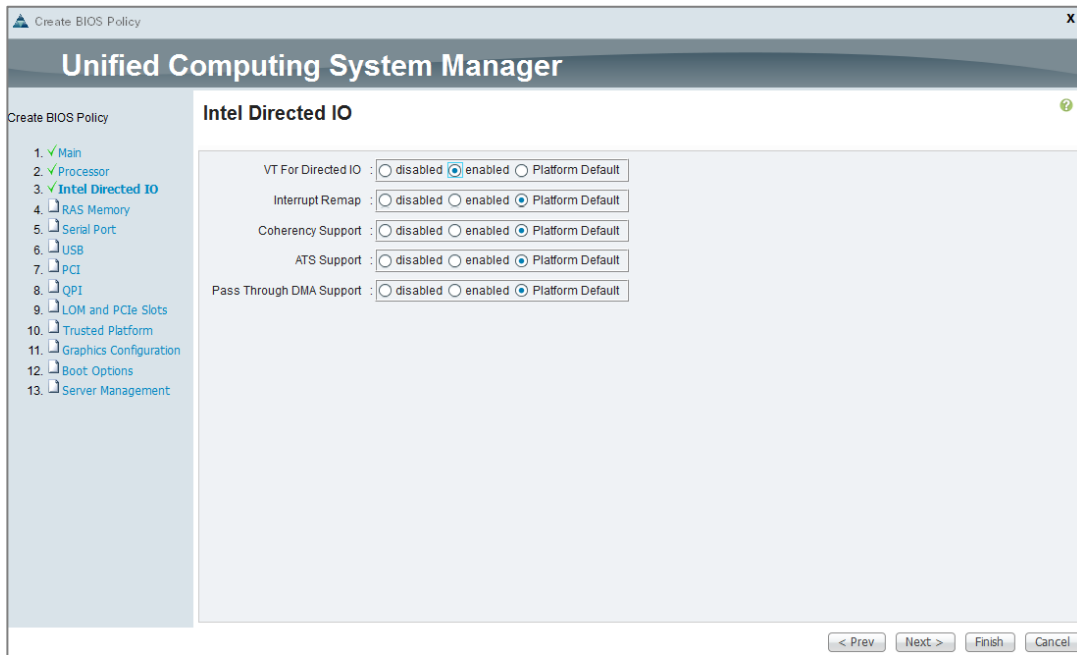 Create BIOS Policy
X
Unified Computing System Manager
Create BIOS Policy
1. Main
2. Processor
3. Intel Directed IO
4. RAS Memory
5. Serial Port
6. USB
7. PCI
8. QPI
9. LOM and PCIe Slots
10. Trusted Platform
11. Graphics Configuration
12. Boot Options
13. Server Management
Intel Directed IO
?
VT For Directed IO : disabled enabled Platform Default
Interrupt Remap : disabled enabled Platform Default
Coherency Support : disabled enabled Platform Default
ATS Support : disabled enabled Platform Default
Pass Through DMA Support : disabled enabled Platform Default
< Prev Next > Finish Cancel